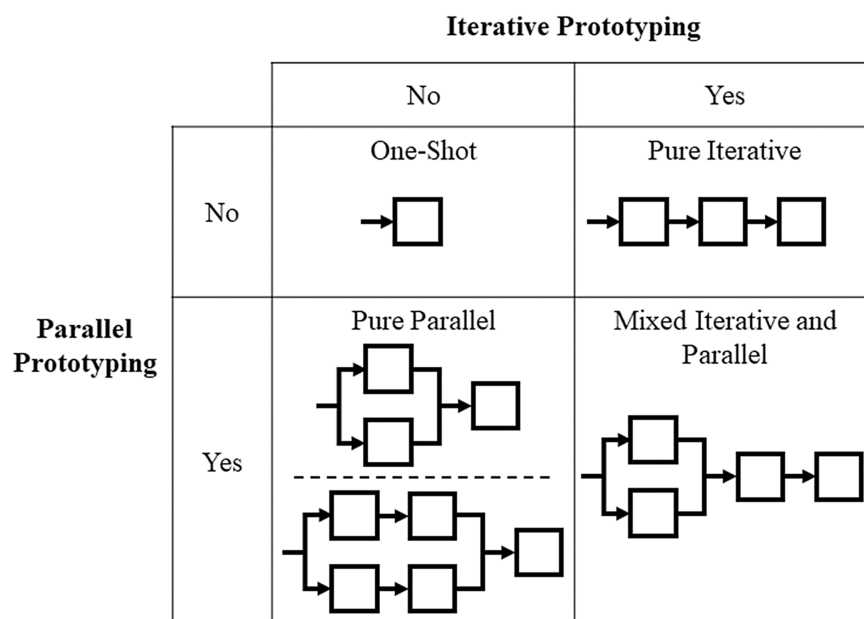 Iterative Prototyping
No
Yes
One-Shot
Pure Iterative
No
Parallel
Prototyping
Pure Parallel
Mixed Iterative and
Parallel
Yes